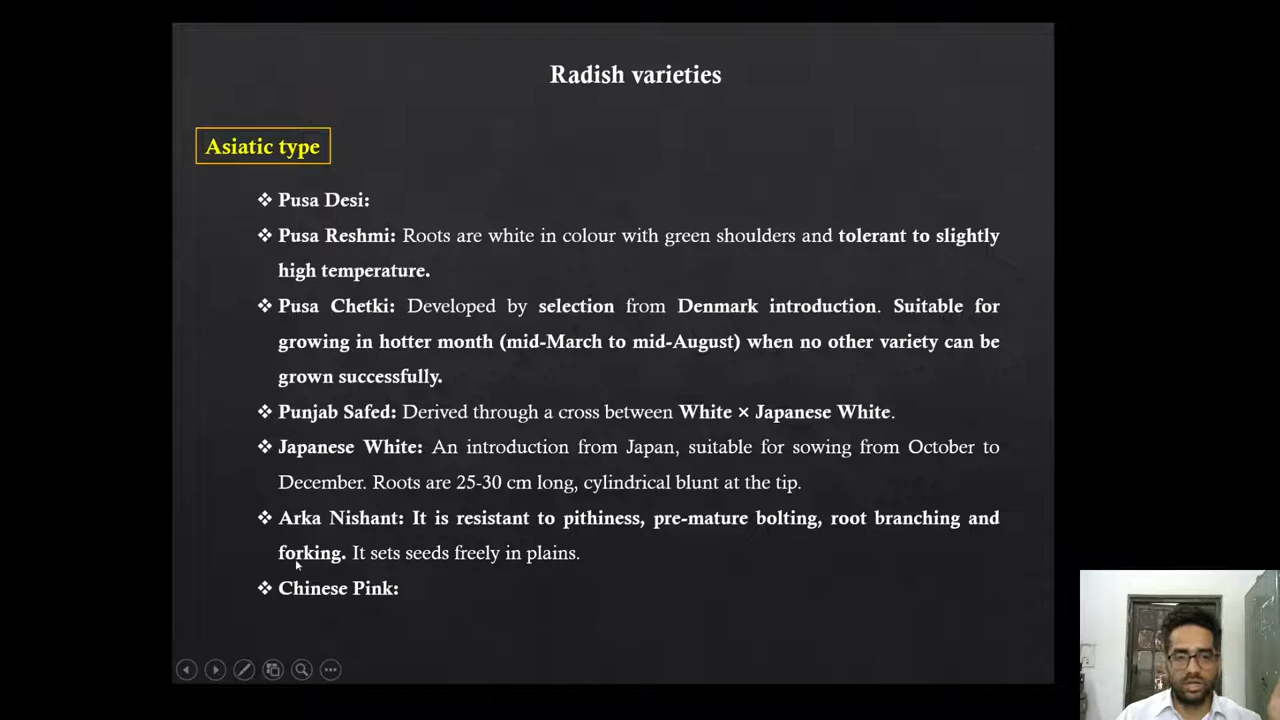 Radish varieties
Asiatic type
❖ Pusa Desi:
❖ Pusa Reshmi: Roots are white in colour with green shoulders and tolerant to slightly
high temperature.
❖ Pusa Chetki: Developed by selection from Denmark introduction. Suitable for
growing in hotter month (mid-March to mid-August) when no other variety can be
grown successfully.
❖ Punjab Safed: Derived through a cross between White × Japanese White.
❖ Japanese White: An introduction from Japan, suitable for sowing from October to
December. Roots are 25-30 cm long, cylindrical blunt at the tip.
❖ Arka Nishant: It is resistant to pithiness, pre-mature bolting, root branching and
forking. It sets seeds freely in plains.
❖ Chinese Pink: